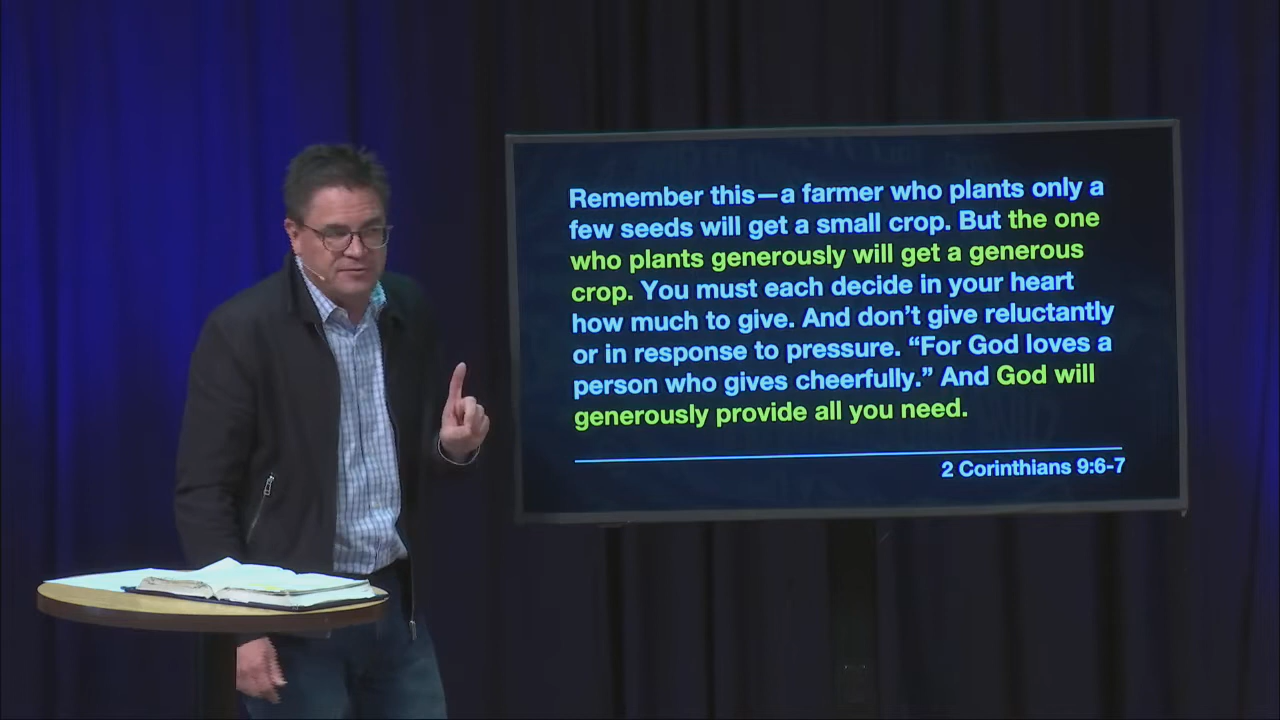 Remember this—a farmer who plants only a
few seeds will get a small crop. But the one
who plants generously will get a generous
crop. You must each decide in your heart
how much to give. And don’t give reluctantly
or in response to pressure. “For God loves a
person who gives cheerfully.” And God will
generously provide all you need.
2 Corinthians 9:6-7